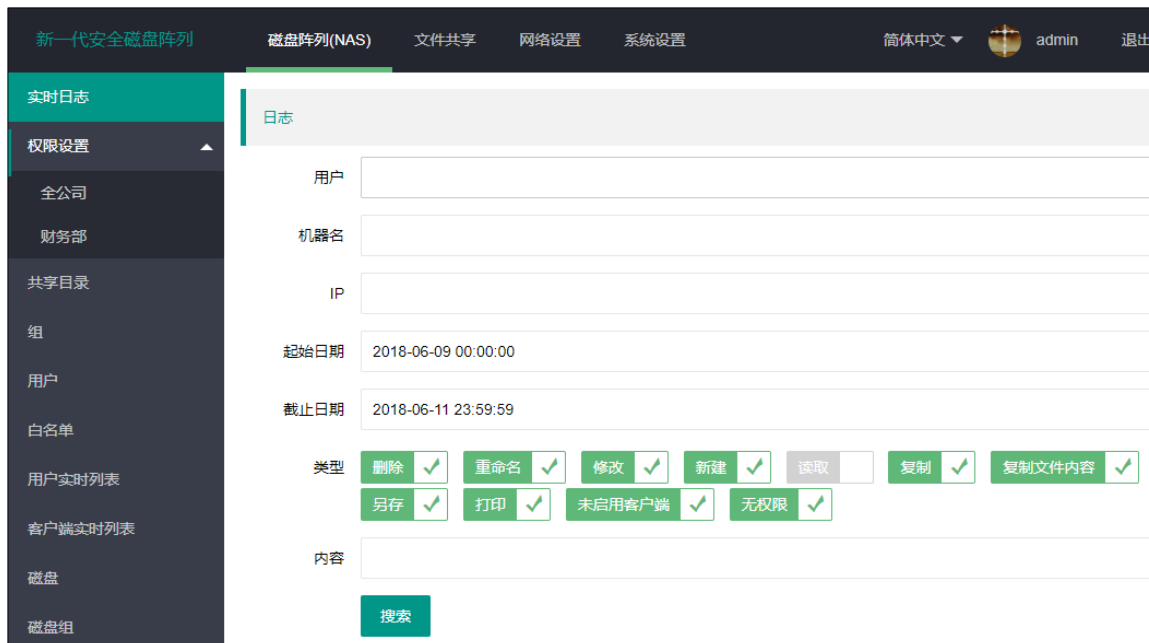 新一代安全磁盘阵列 磁盘阵列(NAS) 文件共享 网络设置 系统设置 简体中文 admin 退出
实时日志
权限设置
全公司
财务部
共享目录
组
用户
白名单
用户实时列表
客户端实时列表
磁盘
磁盘组
日志
用户
机器名
IP
起始日期 2018-06-09 00:00:00
截止日期 2018-06-11 23:59:59
类型 删除 重命名 修改 新建 读取 复制 复制文件内容
另存 打印 未启用客户端 无权限
内容
搜索